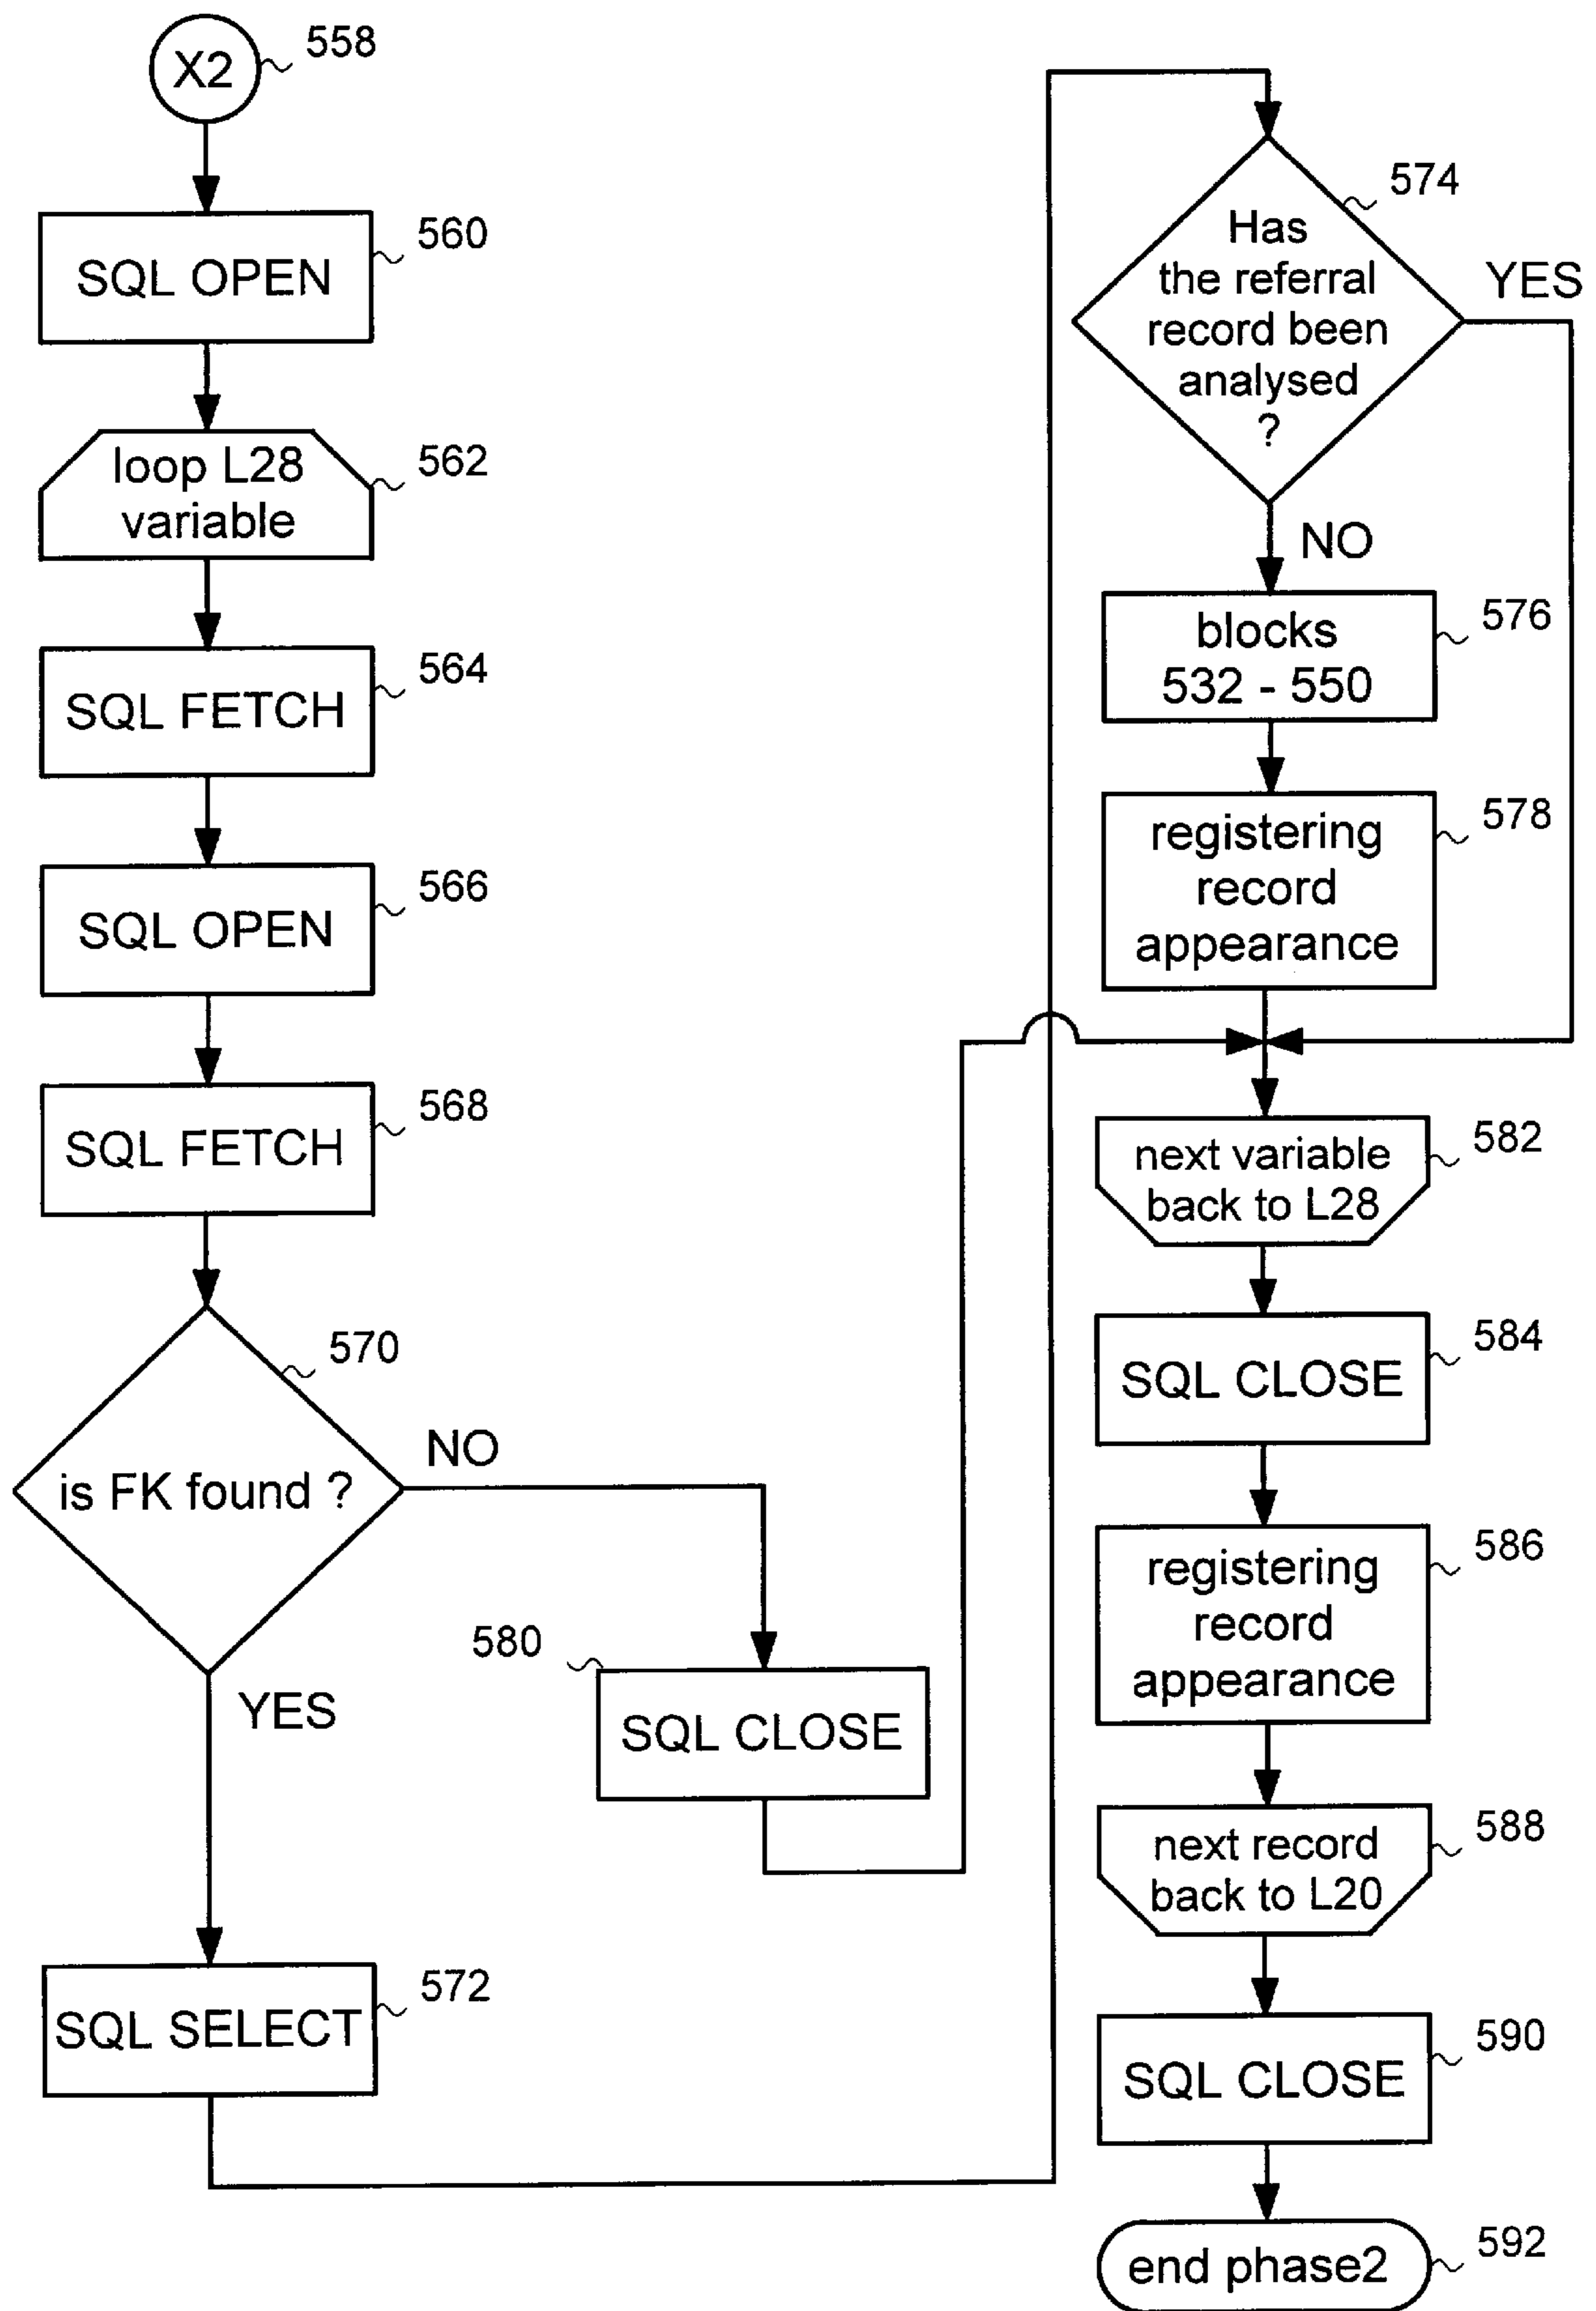 X2
558
SQL OPEN
560
loop L28
variable
562
SQL FETCH
564
SQL OPEN
566
SQL FETCH
568
is FK found ?
570
NO
YES
SQL CLOSE
580
SQL SELECT
572
Has
the referral
record been
analysed
?
574
YES
NO
blocks
532 - 550
576
registering
record
appearance
578
next variable
back to L28
582
SQL CLOSE
584
registering
record
appearance
586
next record
back to L20
588
SQL CLOSE
590
end phase2
592